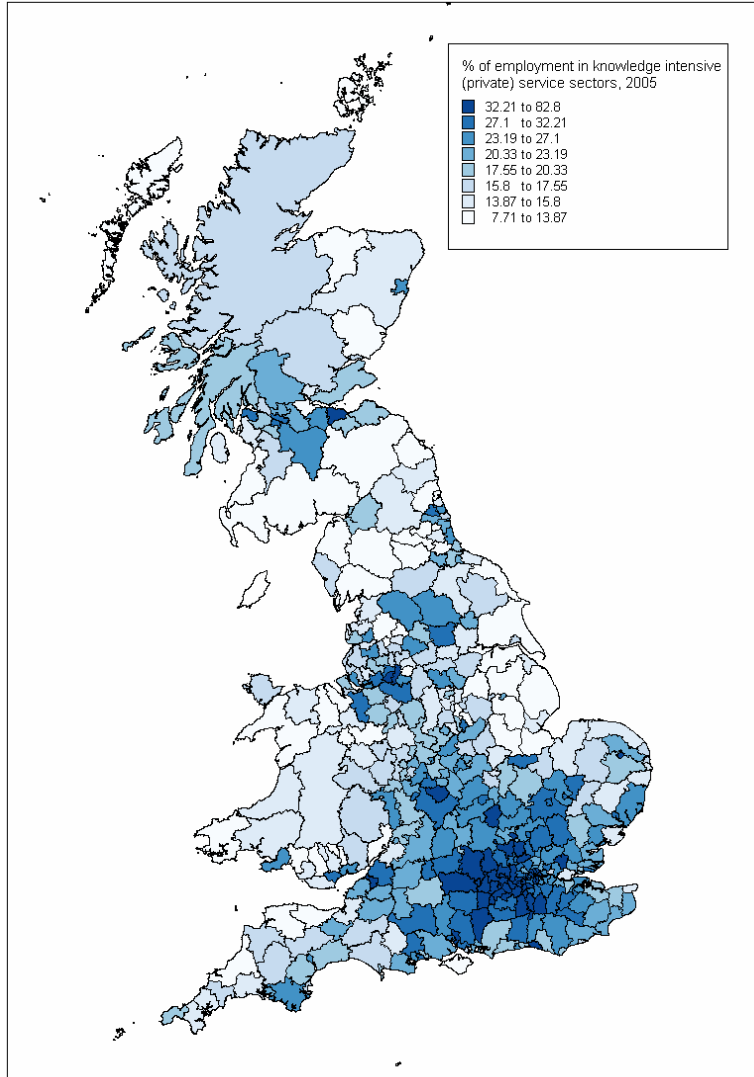 % of employment in knowledge intensive
(private) service sectors, 2005
32.21 to 82.8
27.1 to 32.21
23.19 to 27.1
20.33 to 23.19
17.55 to 20.33
15.8 to 17.55
13.87 to 15.8
7.71 to 13.87